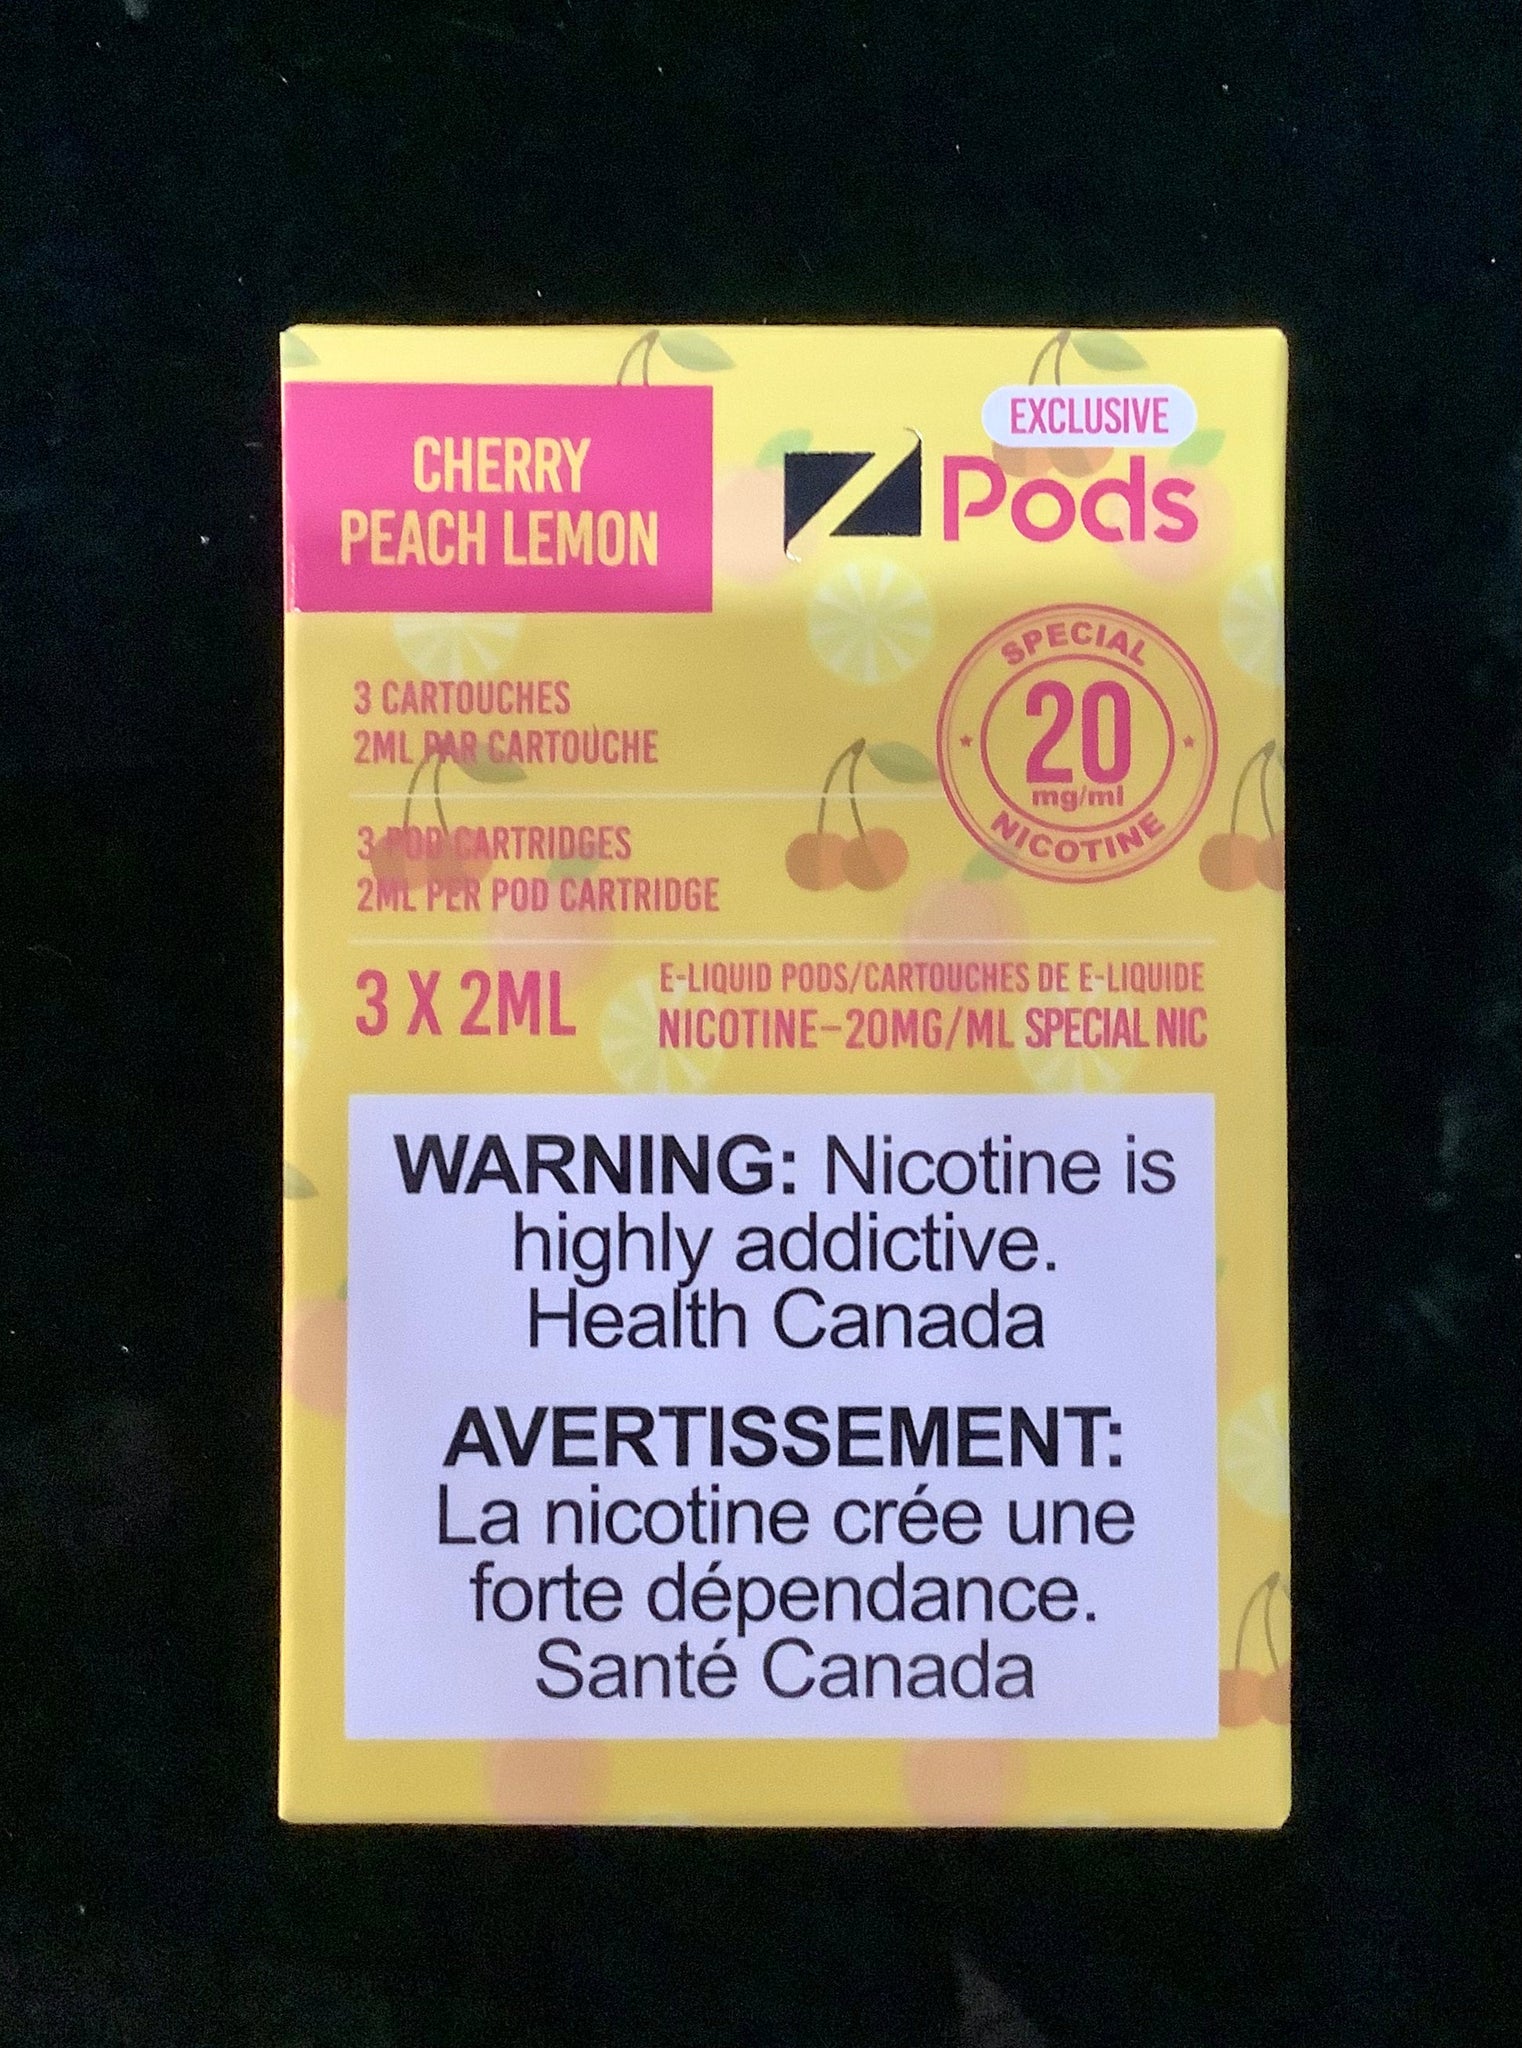 CHERRY
PEACH LEMON
EXCLUSIVE
Z Pods
SPECIAL
20
mg/ml
NICOTINE
3 CARTOUCHES
2ML PAR CARTOUCHE
3 POD CARTRIDGES
2ML PER POD CARTRIDGE
3 X 2ML
E-LIQUID PODS/CARTOUCHES DE E-LIQUIDE
NICOTINE-20MG/ML SPECIAL NIC
WARNING: Nicotine is
highly addictive.
Health Canada
AVERTISSEMENT:
La nicotine crée une
forte dépendance.
Santé Canada